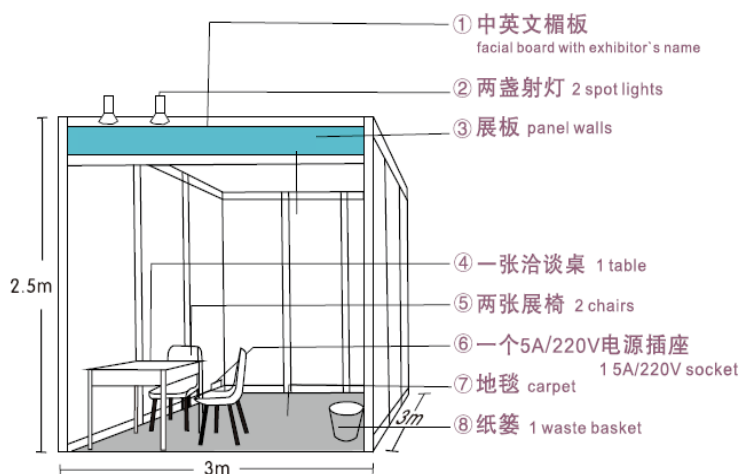 ① 中英文楣板
facial board with exhibitor`s name
② 两盏射灯 2 spot lights
③ 展板 panel walls
2.5m
④ 一张洽谈桌 1 table
⑤ 两张展椅 2 chairs
⑥ 一个5A/220V电源插座
1 5A/220V socket
⑦ 地毯 carpet
3m
⑧ 纸篓 1 waste basket
3m